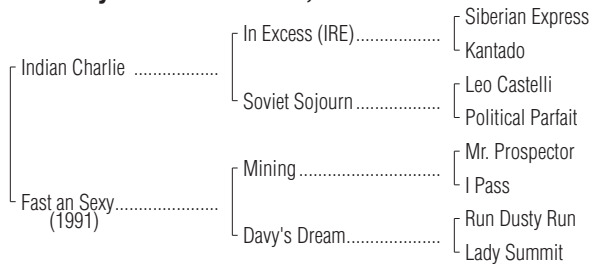 Siberian Express
In Excess (IRE)
Kantado
Indian Charlie
Leo Castelli
Soviet Sojourn
Political Parfait
Mr. Prospector
Mining
I Pass
Fast an Sexy
(1991)
Run Dusty Run
Davy's Dream
Lady Summit